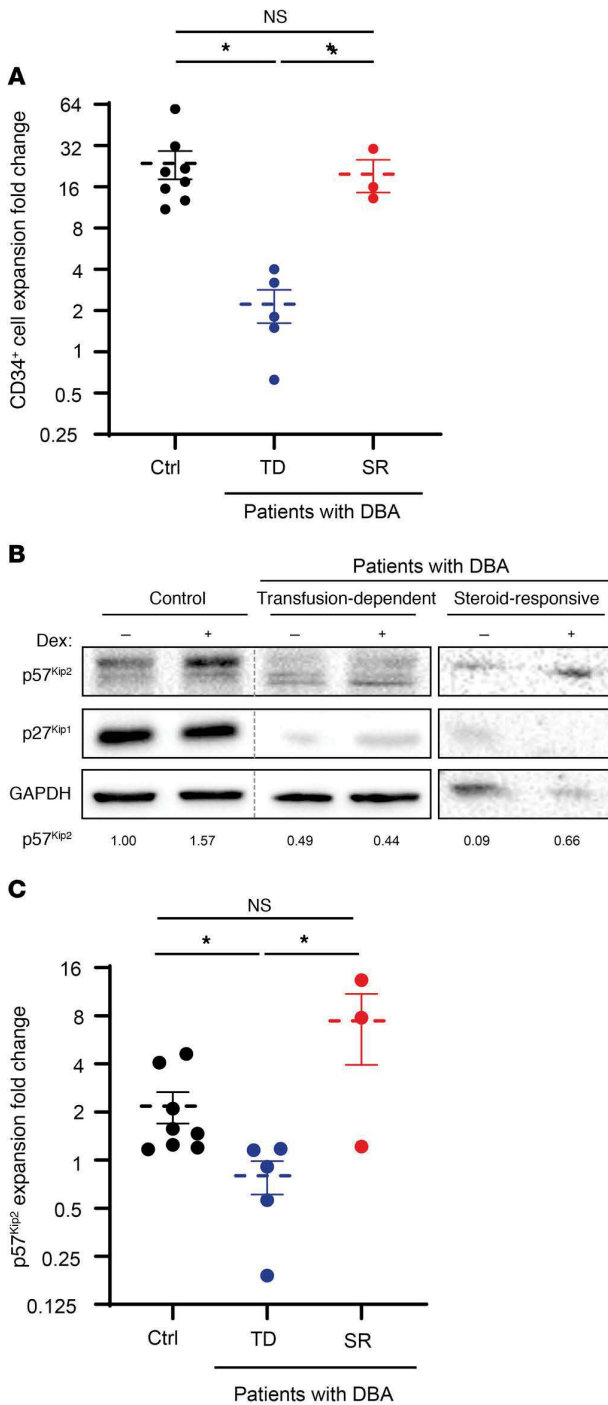 NS
* *
A
CD34+ cell expansion fold change
64
32
16
8
4
2
1
0.5
0.25
Ctrl TD SR
Patients with DBA
B
Patients with DBA
Control Transfusion-dependent Steroid-responsive
Dex: – + – + – +
p57Kip2
p27Kip1
GAPDH
p57Kip2 1.00 1.57 0.49 0.44 0.09 0.66
C
NS
* *
p57Kip2 expansion fold change
16
8
4
2
1
0.5
0.25
0.125
Ctrl TD SR
Patients with DBA